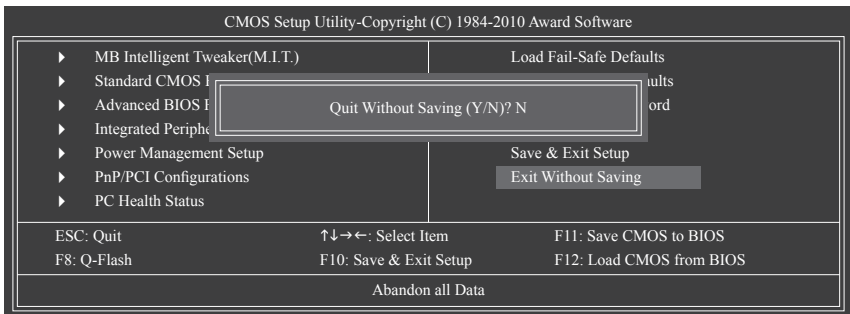 CMOS Setup Utility-Copyright (C) 1984-2010 Award Software
MB Intelligent Tweaker(M.I.T.)
Standard CMOS
Advanced BIOS
Integrated
Power Management Setup
PnP/PCI Configurations
PC Health Status
Load Fail-Safe Defaults
Save & Exit Setup
Exit Without Saving
Quit Without Saving (Y/N)? N
ESC: Quit ↑↓→←: Select Item F11: Save CMOS to BIOS
F8: Q-Flash F10: Save & Exit Setup F12: Load CMOS from BIOS
Abandon all Data